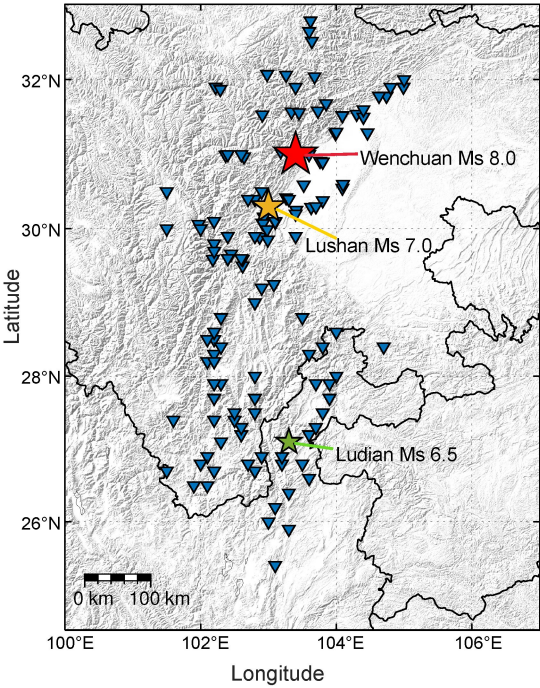 32°N
Wenchuan Ms 8.0
30°N
Lushan Ms 7.0
Latitude
28°N
Ludian Ms 6.5
26°N
0 km 100 km
100°E 102°E 104°E 106°E
Longitude